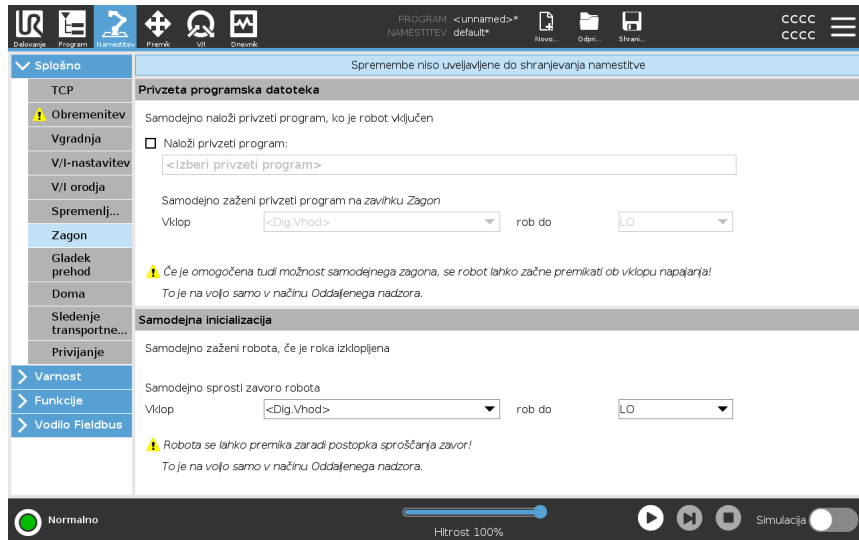 PROGRAM <unnamed>*
NAMESTITEV default*
cccc
cccc
Delovanje
Program
Namestitev
Premik
V/I
Dnevnik
Novo...
Odpri...
Shrani...
Splošno
TCP
Obremenitev
Vgradnja
V/I-nastavitev
V/I orodja
Spremenlj...
Zagon
Gladek
prehod
Doma
Sledenje
transportne...
Privijanje
Varnost
Funkcije
Vodilo Fieldbus
Spremembe niso uveljavljene do shranjevanja namestitve
Privzeta programska datoteka
Samodejno naloži privzeti program, ko je robot vključen
Naloži privzeti program:
<Izberi privzeti program>
Samodejno zaženi privzeti program na zavihku Zagon
Vklop <Dig.Vhod> rob do LO
Če je omogočena tudi možnost samodejnega zagona, se robot lahko začne premikati ob vklopu napajanja!
To je na voljo samo v načinu Oddaljenega nadzora.
Samodejna inicializacija
Samodejno zaženi robota, če je roka izklopljena
Samodejno sprosti zavoro robota
Vklop <Dig.Vhod> rob do LO
Robota se lahko premika zaradi postopka sproščanja zavor!
To je na voljo samo v načinu Oddaljenega nadzora.
Normalno
Hitrost 100%
Simulacija